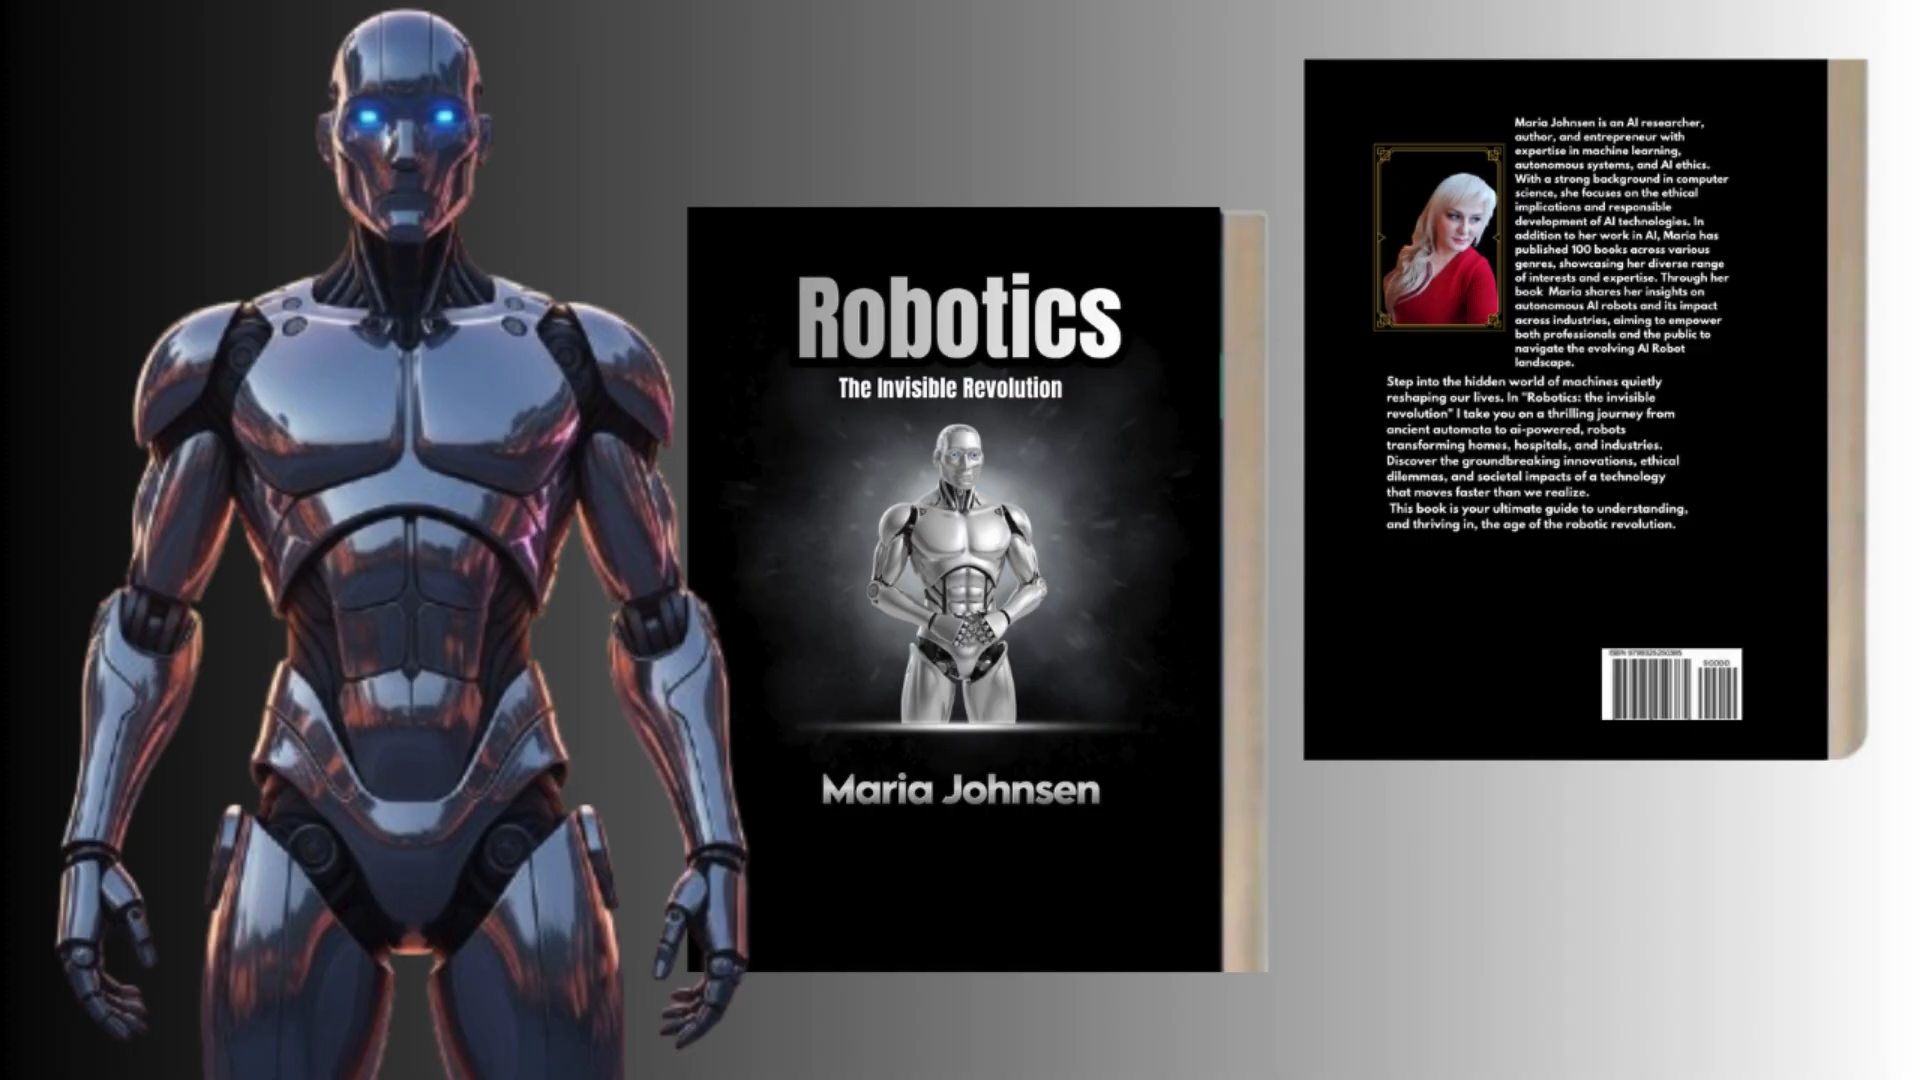 Robotics
The Invisible Revolution
Maria Johnsen
Maria Johnsen is an AI researcher,
author, and entrepreneur with
expertise in machine learning,
autonomous systems, and AI ethics.
With a strong background in computer
science, she focuses on the ethical
implications and responsible
development of AI technologies. In
addition to her work in AI, Maria has
published 100 books across various
genres, showcasing her diverse range
of interests and expertise. Through her
book Maria shares her insights on
autonomous AI robots and its impact
across industries, aiming to empower
both professionals and the public to
navigate the evolving AI Robot
landscape.
Step into the hidden world of machines quietly
reshaping our lives. In "Robotics: the invisible
revolution" I take you on a thrilling journey from
ancient automata to ai-powered, robots
transforming homes, hospitals, and industries.
Discover the groundbreaking innovations, ethical
dilemmas, and societal impacts of a technology
that moves faster than we realize.
This book is your ultimate guide to understanding,
and thriving in, the age of the robotic revolution.
ISBN
90000